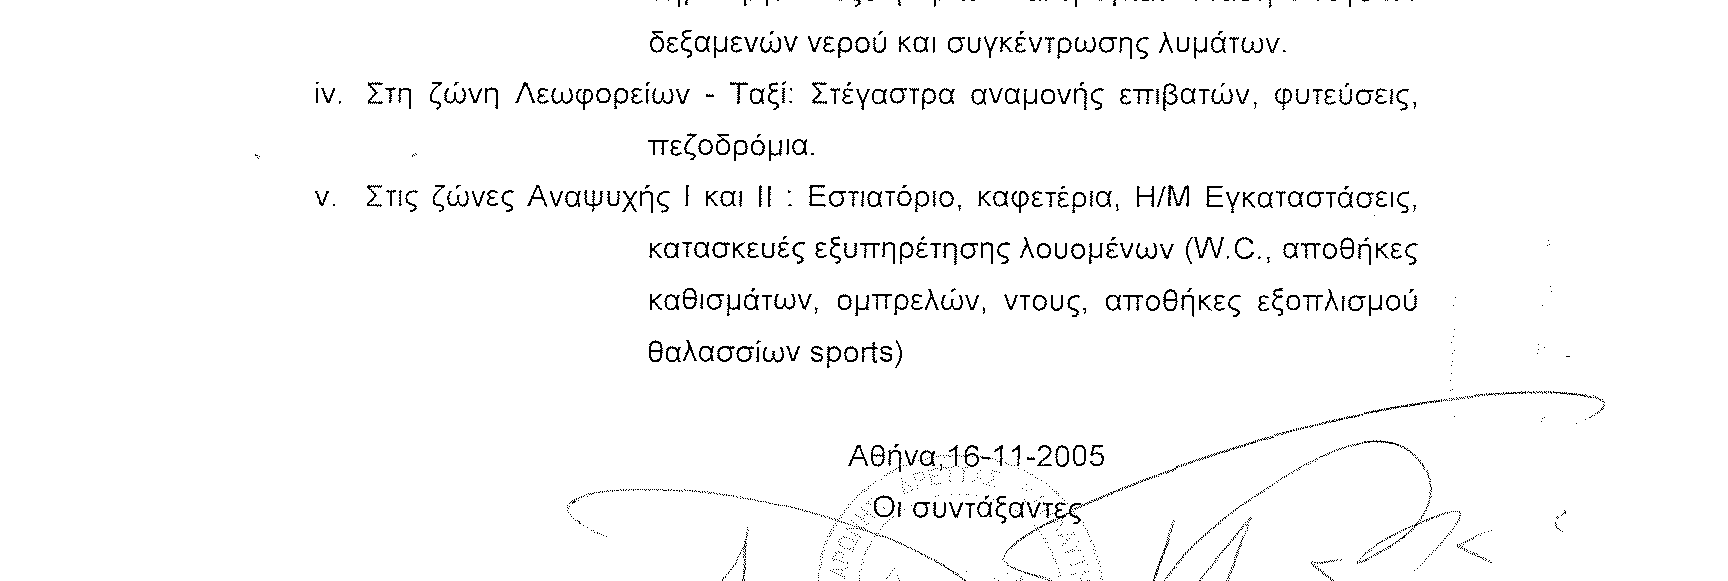 δεξαμενών νερού και συγκέντρωσης λυμάτων.
iv. Στη ζώνη Λεωφορείων - Ταξί: Στέγαστρα αναμονής επιβατών, φυτεύσεις,
πεζοδρόμια.
v. Στις ζώνες Αναψυχής Ι και ΙΙ : Εστιατόριο, καφετέρια, Η/Μ Εγκαταστάσεις,
κατασκευές εξυπηρέτησης λουομένων (W.C., αποθήκες
καθισμάτων, ομπρελών, ντους, αποθήκες εξοπλισμού
θαλασσίων sports)
Αθήνα,16-11-2005
Οι συντάξαντες